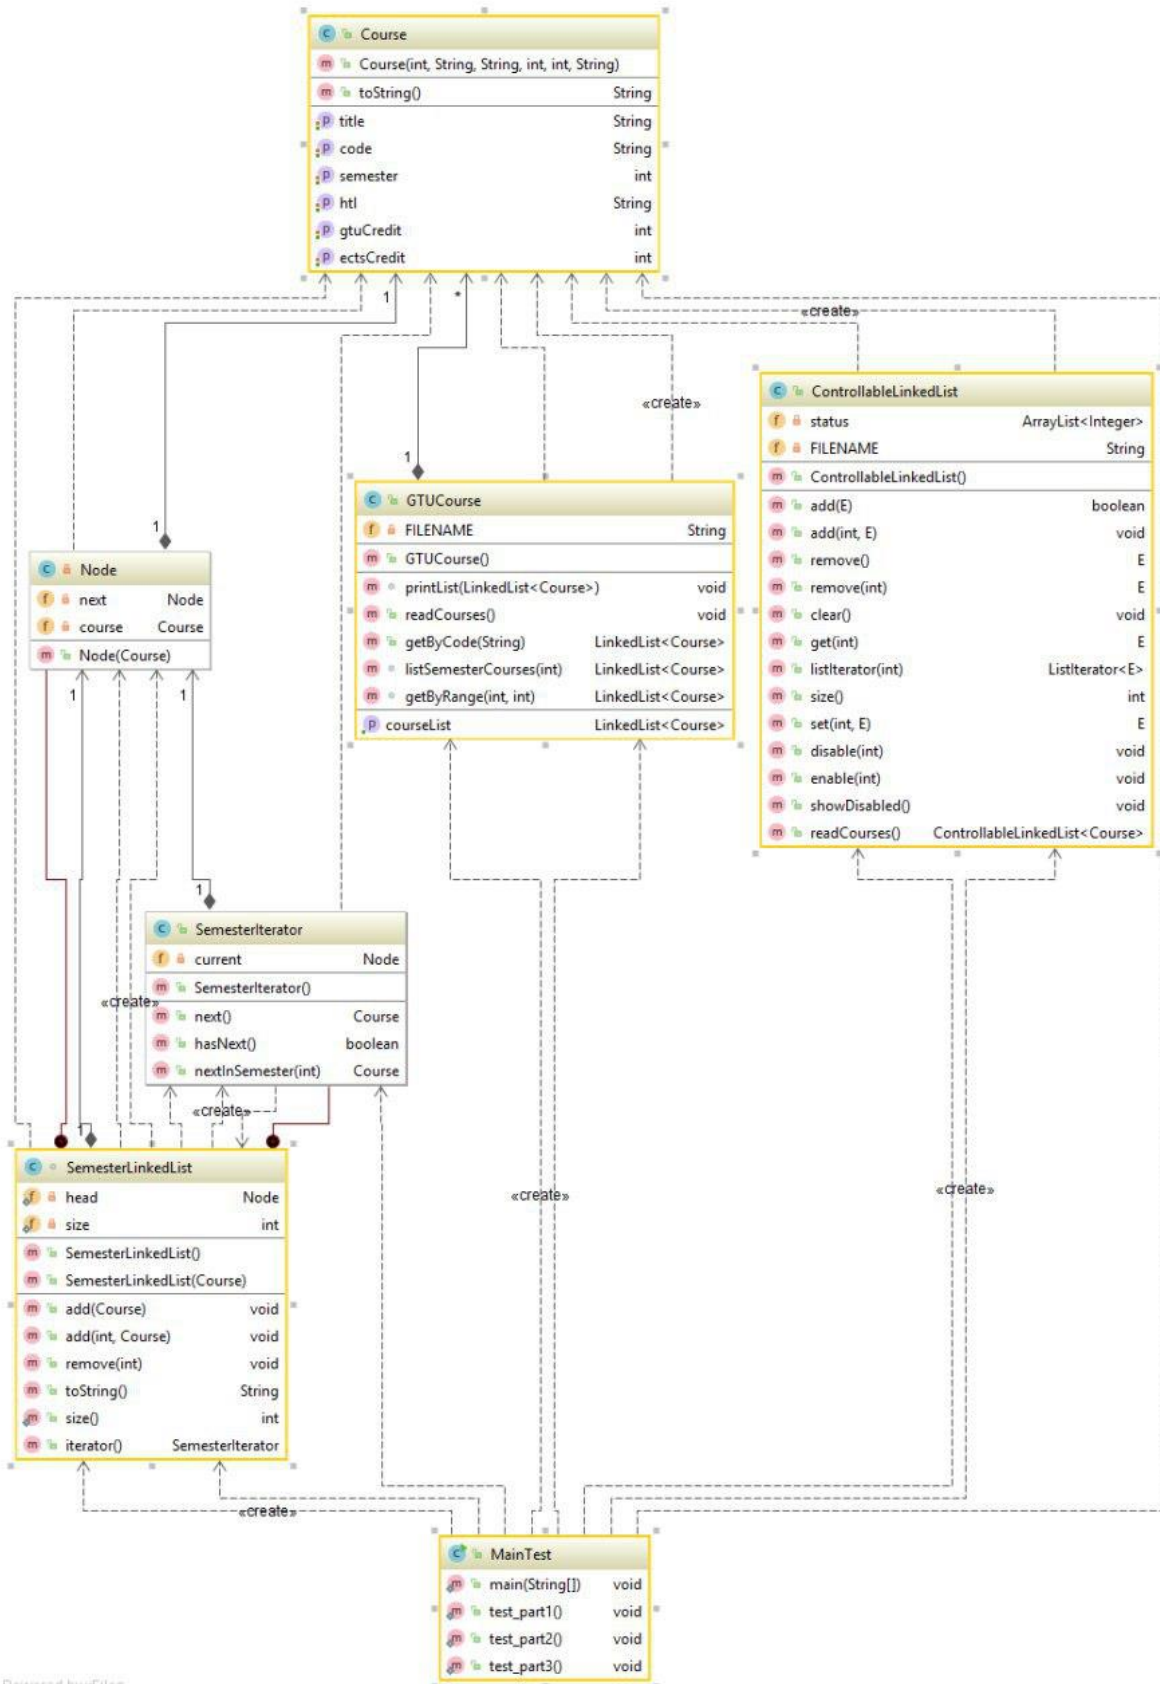 Course
Course(int, String, String, int, int, String)
toString() String
title String
code String
semester int
htl String
gtuCredit int
ectsCredit int
1
*
«create»
«create»
ControllableLinkedList
status ArrayList<Integer>
FILENAME String
ControllableLinkedList()
add(E) boolean
add(int, E) void
remove() E
remove(int) E
clear() void
get(int) E
listIterator(int) ListIterator<E>
size() int
set(int, E) E
disable(int) void
enable(int) void
showDisabled() void
readCourses() ControllableLinkedList<Course>
1
GTUCourse
FILENAME String
GTUCourse()
printList(LinkedList<Course>) void
readCourses() void
getByCode(String) LinkedList<Course>
listSemesterCourses(int) LinkedList<Course>
getByRange(int, int) LinkedList<Course>
courseList LinkedList<Course>
1
Node
next Node
course Course
Node(Course)
1
1
1
SemesterIterator
current Node
SemesterIterator()
next() Course
hasNext() boolean
nextInSemester(int) Course
«create»
«create»
1
SemesterLinkedList
head Node
size int
SemesterLinkedList()
SemesterLinkedList(Course)
add(Course) void
add(int, Course) void
remove(int) void
toString() String
size() int
iterator() SemesterIterator
«create»
«create»
«create»
MainTest
main(String[]) void
test_part1() void
test_part2() void
test_part3() void